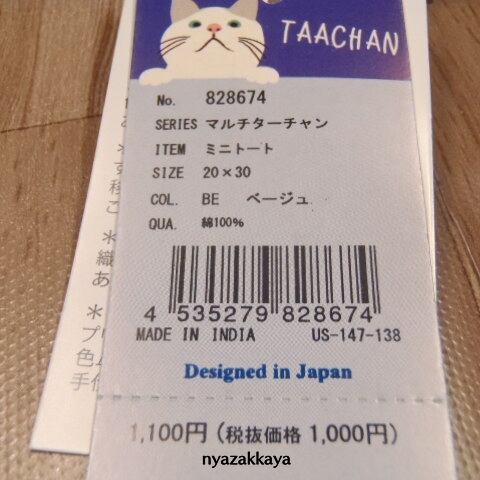 TAACHAN
No. 828674
SERIES マルチターチャン
ITEM ミニトート
SIZE 20×30
COL. BE ベージュ
QUA. 綿100%
4 535279 828674
MADE IN INDIA US-147-138
Designed in Japan
1,100円 (税抜価格 1,000円)
nyazakkaya